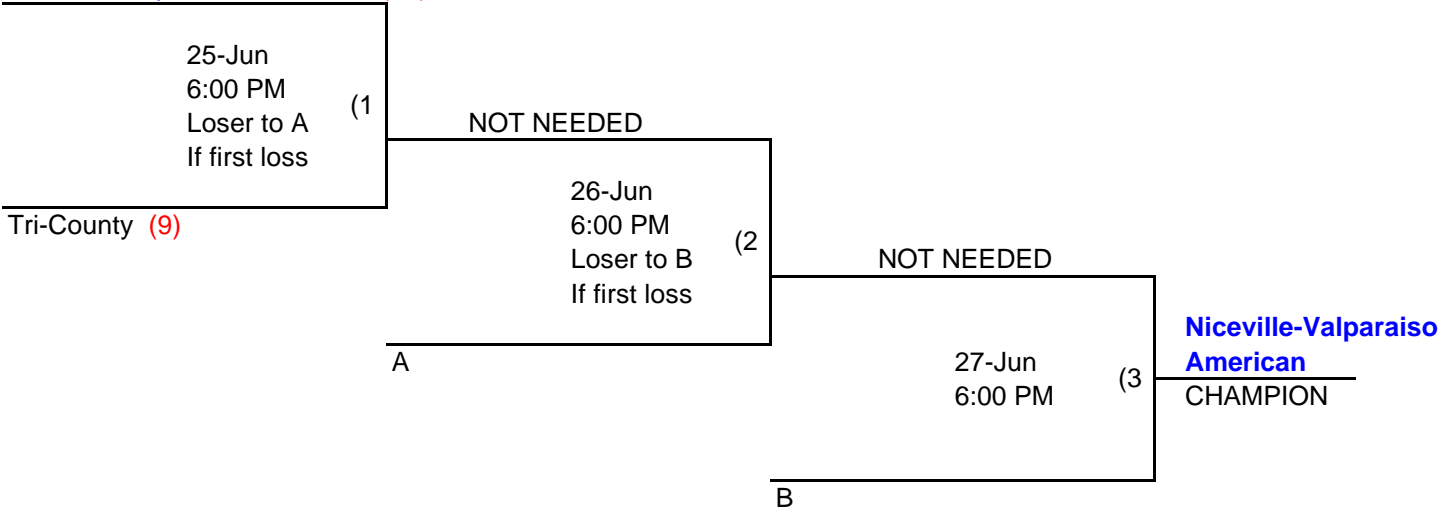 25-Jun
6:00 PM
Loser to A
If first loss
(1
NOT NEEDED
Tri-County (9)
26-Jun
6:00 PM
Loser to B
If first loss
(2
NOT NEEDED
A
Niceville-Valparaiso
American
27-Jun
6:00 PM
(3
CHAMPION
B